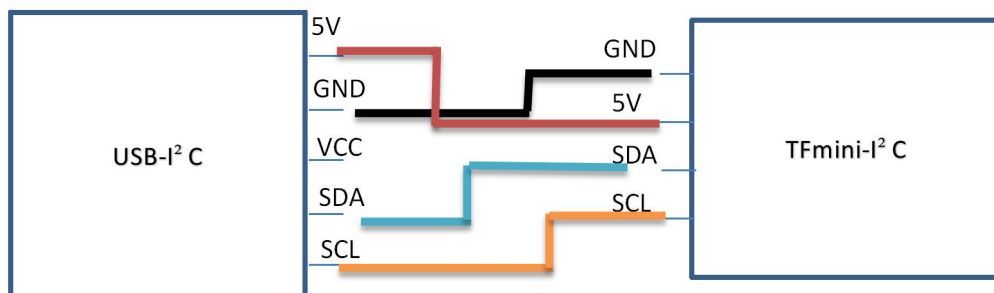 5V
GND
VCC
SDA
SCL
USB-I² C
GND
5V
SDA
SCL
TFmini-I² C